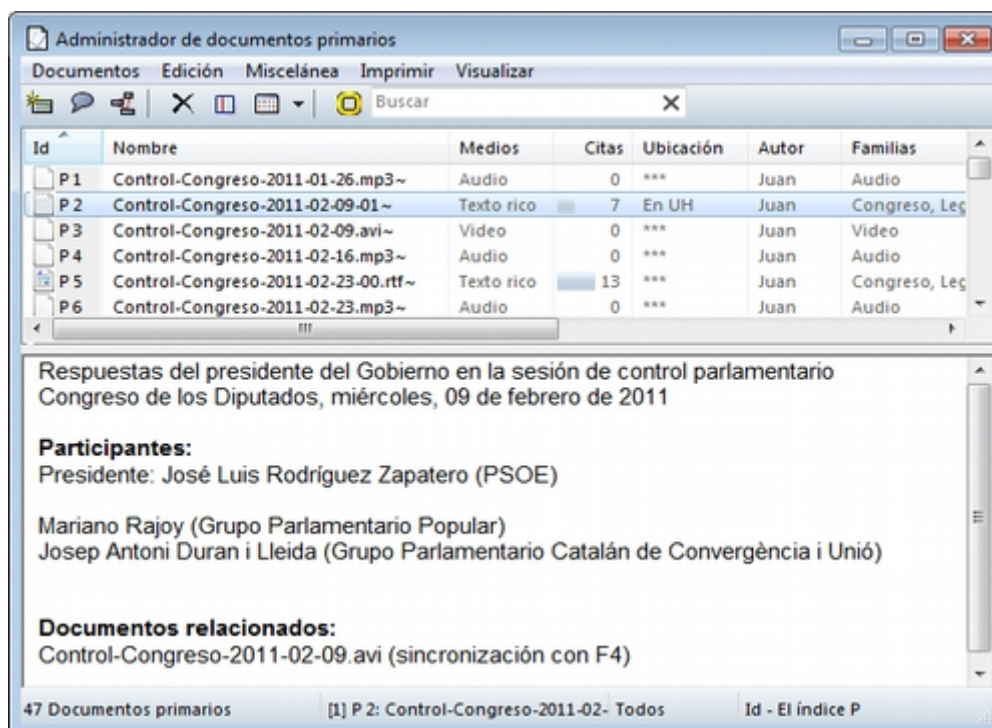 Administrador de documentos primarios
Documentos Edición Miscelánea Imprimir Visualizar
Buscar
Id Nombre Medios Citas Ubicación Autor Familias
P 1 Control-Congreso-2011-01-26.mp3~ Audio 0 *** Juan Audio
P 2 Control-Congreso-2011-02-09-01~ Texto rico 7 En UH Juan Congreso, Leg
P 3 Control-Congreso-2011-02-09.avi~ Video 0 *** Juan Video
P 4 Control-Congreso-2011-02-16.mp3~ Audio 0 *** Juan Audio
P 5 Control-Congreso-2011-02-23-00.rtf~ Texto rico 13 *** Juan Congreso, Leg
P 6 Control-Congreso-2011-02-23.mp3~ Audio 0 *** Juan Audio
Respuestas del presidente del Gobierno en la sesión de control parlamentario
Congreso de los Diputados, miércoles, 09 de febrero de 2011
Participantes:
Presidente: José Luis Rodríguez Zapatero (PSOE)
Mariano Rajoy (Grupo Parlamentario Popular)
Josep Antoni Duran i Lleida (Grupo Parlamentario Catalán de Convergència i Unió)
Documentos relacionados:
Control-Congreso-2011-02-09.avi (sincronización con F4)
47 Documentos primarios [1] P 2: Control-Congreso-2011-02- Todos Id - El índice P